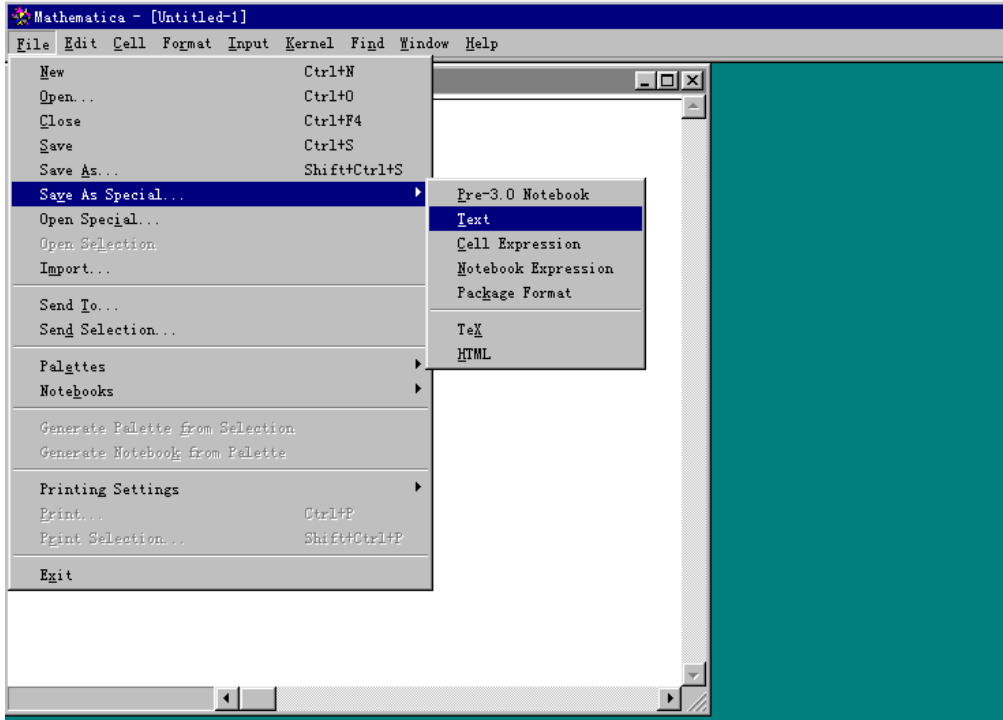 Mathematica - [Untitled-1]
File Edit Cell Format Input Kernel Find Window Help
New Ctrl+N
Open... Ctrl+O
Close Ctrl+F4
Save Ctrl+S
Save As... Shift+Ctrl+S
Save As Special...
Open Special...
Open Selection
Import...
Send To...
Send Selection...
Palettes
Notebooks
Generate Palette from Selection
Generate Notebook from Palette
Printing Settings
Print... Ctrl+P
Print Selection... Shift+Ctrl+P
Exit
Pre-3.0 Notebook
Text
Cell Expression
Notebook Expression
Package Format
TeX
HTML